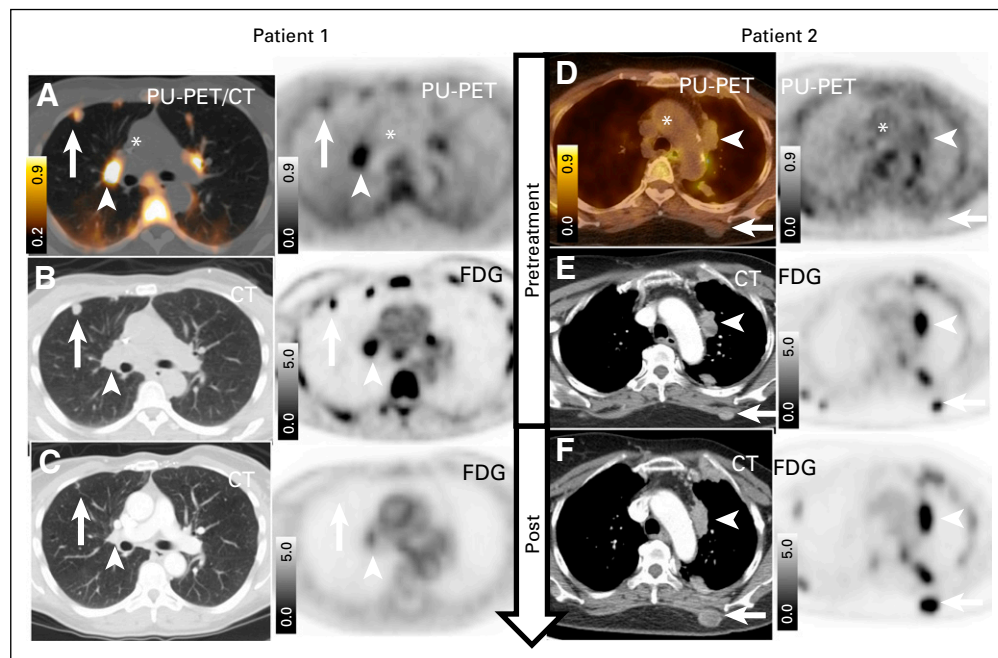 Patient 1
Patient 2
A
PU-PET/CT
*
0.9
0.2
PU-PET
*
0.9
0.0
D
PU-PET
*
0.9
0.0
PU-PET
*
0.9
0.0
Pretreatment
B
CT
FDG
5.0
0.0
E
CT
FDG
5.0
0.0
C
CT
FDG
5.0
0.0
Post
F
CT
FDG
5.0
0.0